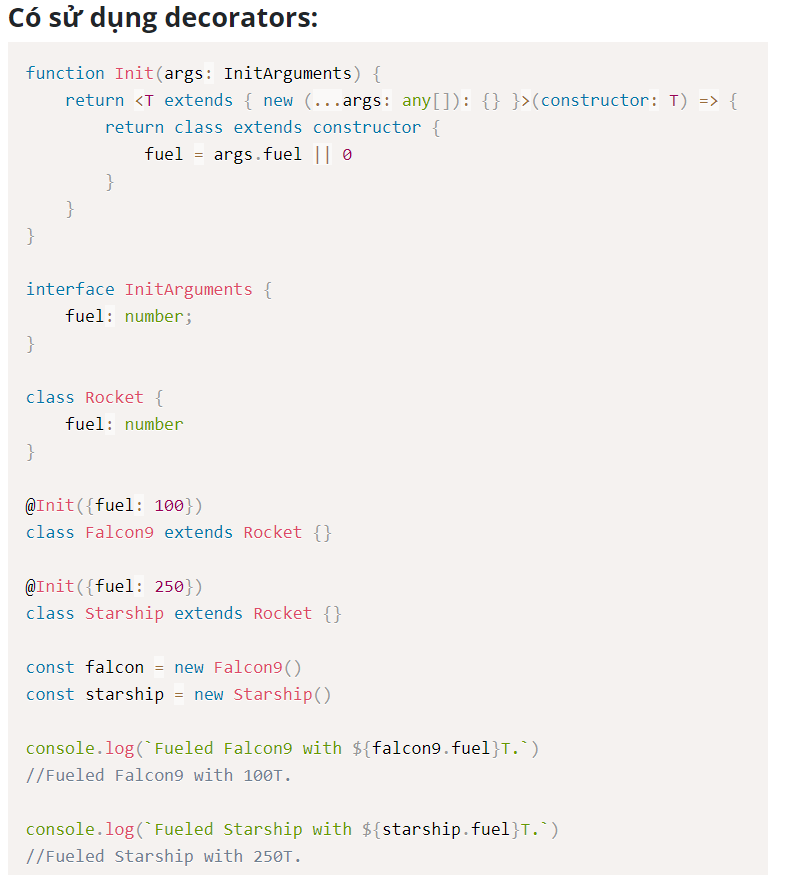 Có sử dụng decorators:
function Init(args: InitArguments) {
    return <T extends { new (...args: any[]): {} }>(constructor: T) => {
        return class extends constructor {
            fuel = args.fuel || 0
        }
    }
}
interface InitArguments {
    fuel: number;
}
class Rocket {
    fuel: number
}
@Init({fuel: 100})
class Falcon9 extends Rocket {}
@Init({fuel: 250})
class Starship extends Rocket {}
const falcon = new Falcon9()
const starship = new Starship()
console.log(`Fueled Falcon9 with ${falcon9.fuel}T.`)
//Fueled Falcon9 with 100T.
console.log(`Fueled Starship with ${starship.fuel}T.`)
//Fueled Starship with 250T.